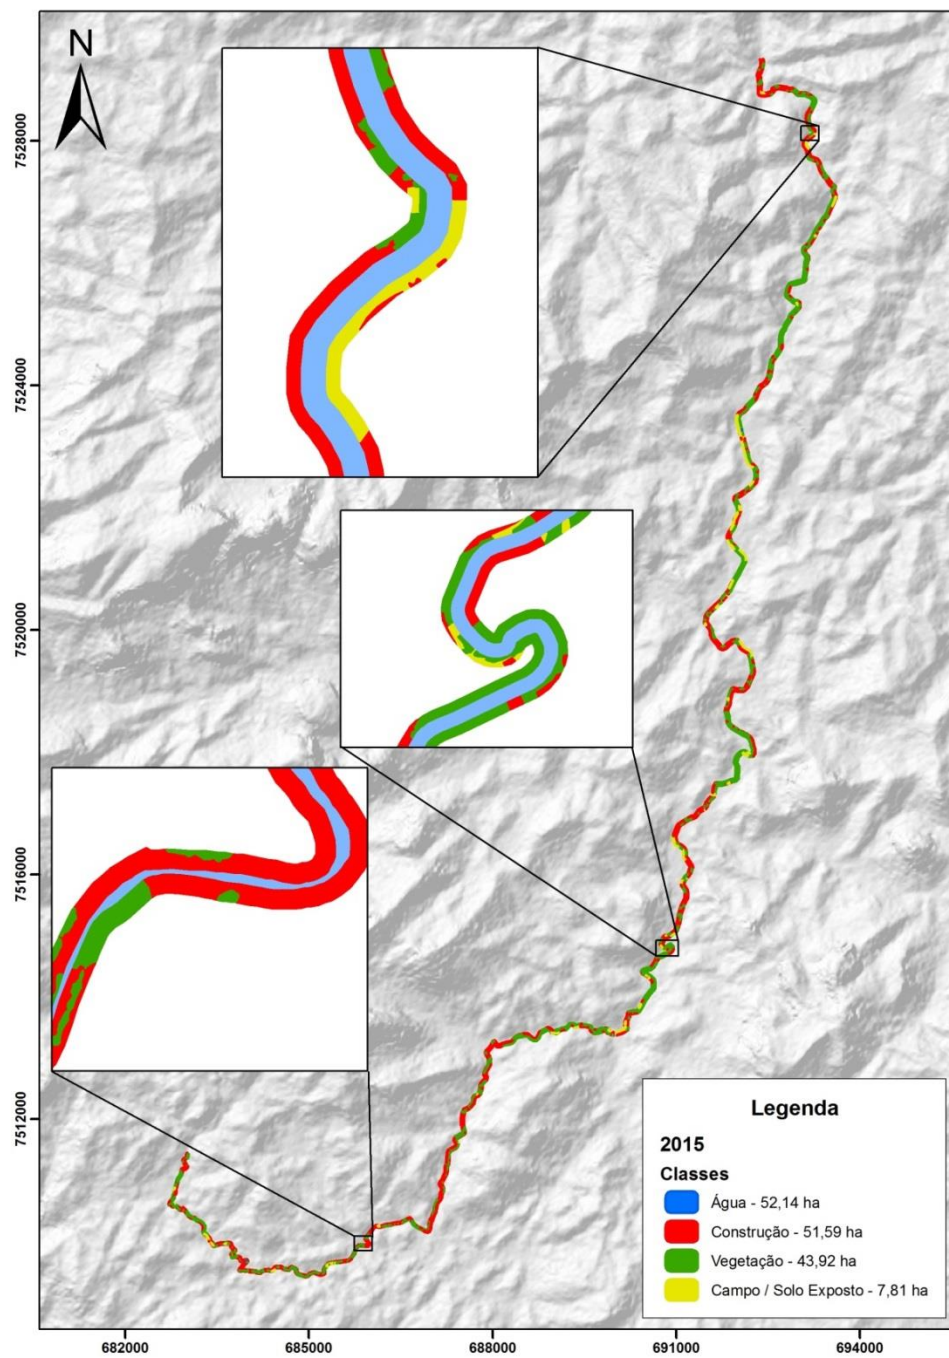 N
7528000
7524000
7520000
7516000
7512000
Legenda
2015
Classes
Água - 52,14 ha
Construção - 51,59 ha
Vegetação - 43,92 ha
Campo / Solo Exposto - 7,81 ha
682000
685000
688000
691000
694000